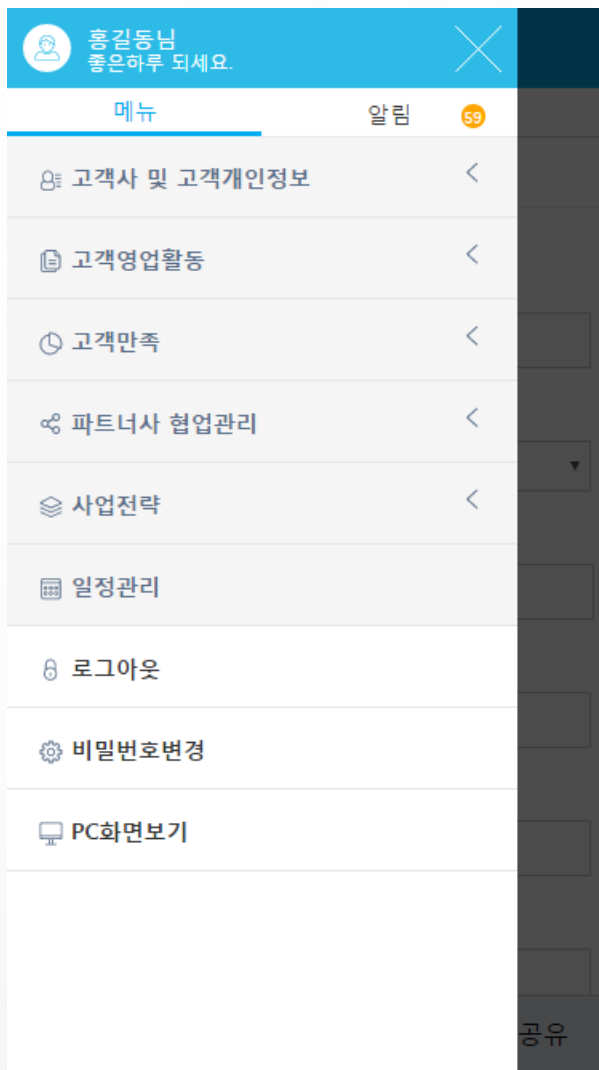 홍길동님
좋은하루 되세요.
메뉴 알림 59
고객사 및 고객개인정보
고객영업활동
고객만족
파트너사 협업관리
사업전략
일정관리
로그아웃
비밀번호변경
PC화면보기
공유